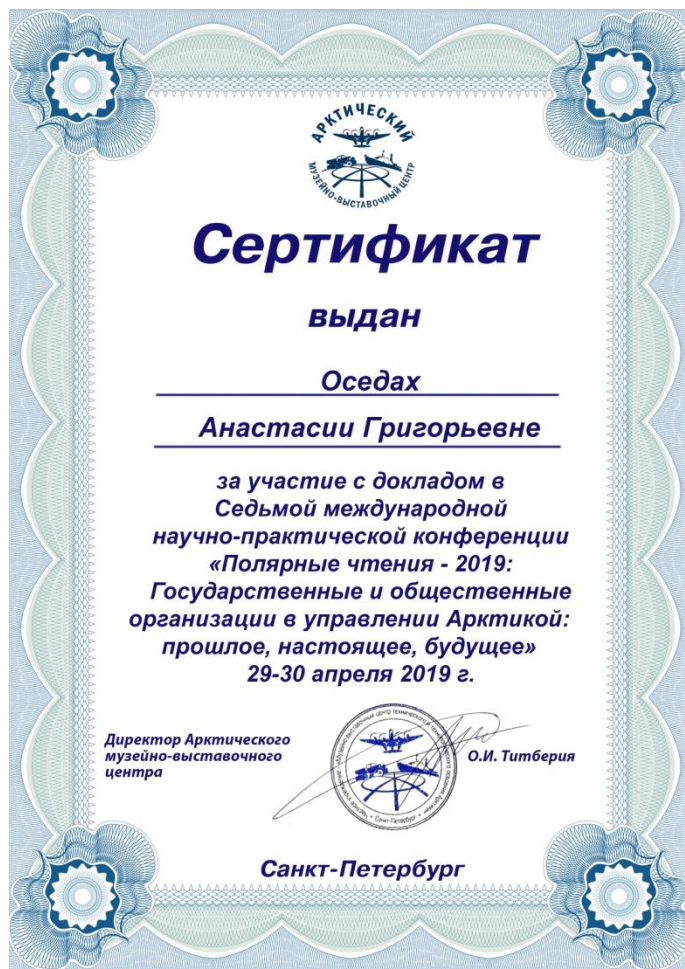 АРКТИЧЕСКИЙ
МУЗЕЙНО-ВЫСТАВОЧНЫЙ ЦЕНТР
Сертификат
выдан
Оседах
Анастасии Григорьевне
за участие с докладом в
Седьмой международной
научно-практической конференции
«Полярные чтения - 2019:
Государственные и общественные
организации в управлении Арктикой:
прошлое, настоящее, будущее»
29-30 апреля 2019 г.
Директор Арктического
музейно-выставочного
центра
О.И. Титберия
Санкт-Петербург